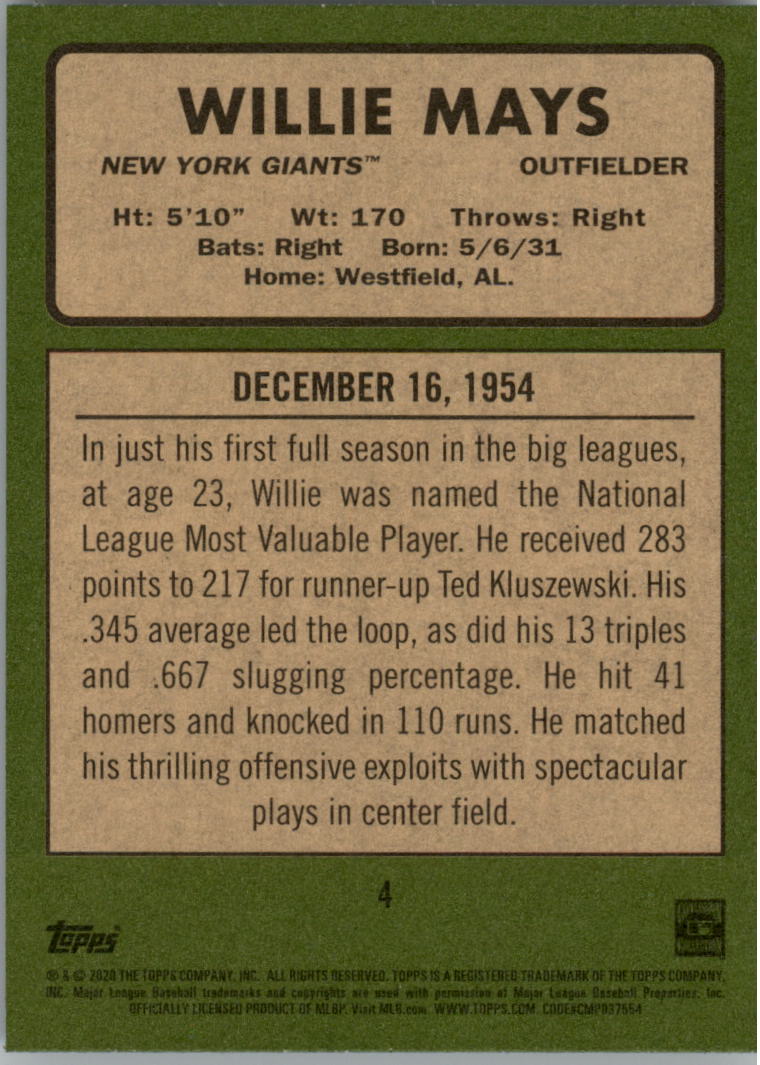 WILLIE MAYS
NEW YORK GIANTS™ OUTFIELDER
Ht: 5'10" Wt: 170 Throws: Right
Bats: Right Born: 5/6/31
Home: Westfield, AL.
DECEMBER 16, 1954
In just his first full season in the big leagues,
at age 23, Willie was named the National
League Most Valuable Player. He received 283
points to 217 for runner-up Ted Kluszewski. His
.345 average led the loop, as did his 13 triples
and .667 slugging percentage. He hit 41
homers and knocked in 110 runs. He matched
his thrilling offensive exploits with spectacular
plays in center field.
4
Topps
® & © 2020 THE TOPPS COMPANY, INC. ALL RIGHTS RESERVED. TOPPS IS A REGISTERED TRADEMARK OF THE TOPPS COMPANY,
INC. Major League Baseball trademarks and copyrights are used with permission of Major League Baseball Properties, Inc.
OFFICIALLY LICENSED PRODUCT OF MLBP. Visit MLB.com WWW.TOPPS.COM CODE#CMP037554